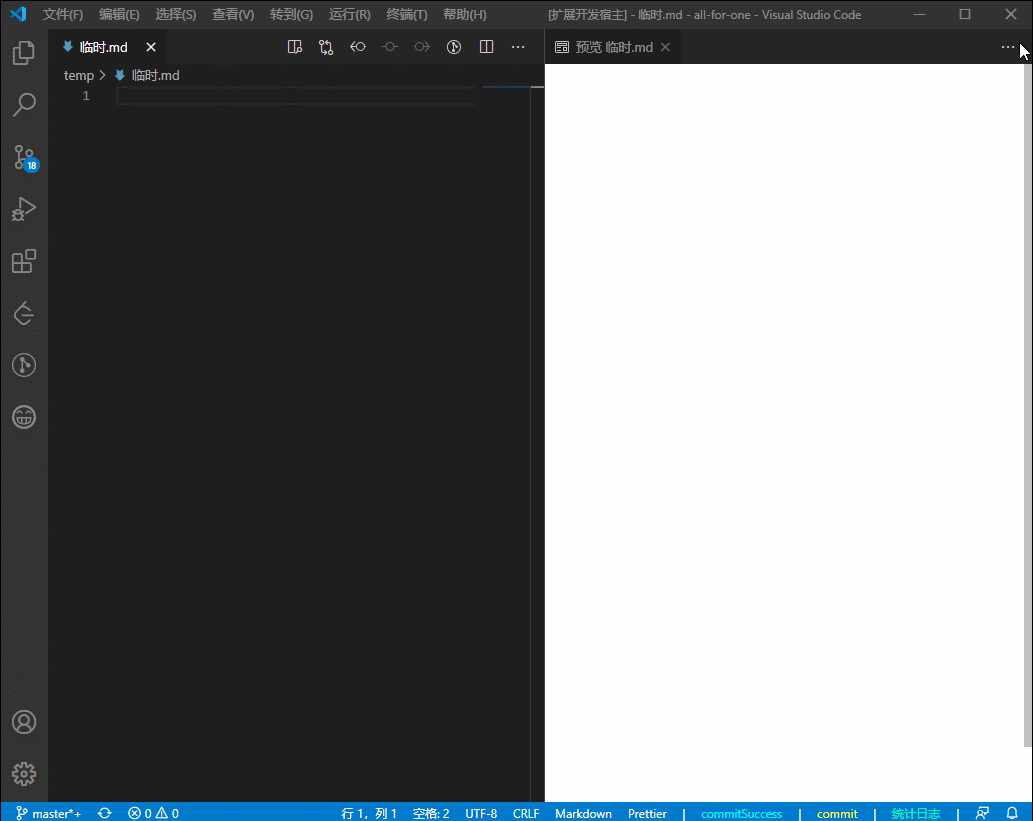 文件(F) 编辑(E) 选择(S) 查看(V) 转到(G) 运行(R) 终端(T) 帮助(H) [扩展开发宿主] - 临时.md - all-for-one - Visual Studio Code
临时.md 预览 临时.md
temp > 临时.md
1
18
master*+ 0 0 行 1，列 1 空格: 2 UTF-8 CRLF Markdown Prettier | commitSuccess | commit | 统计日志 |